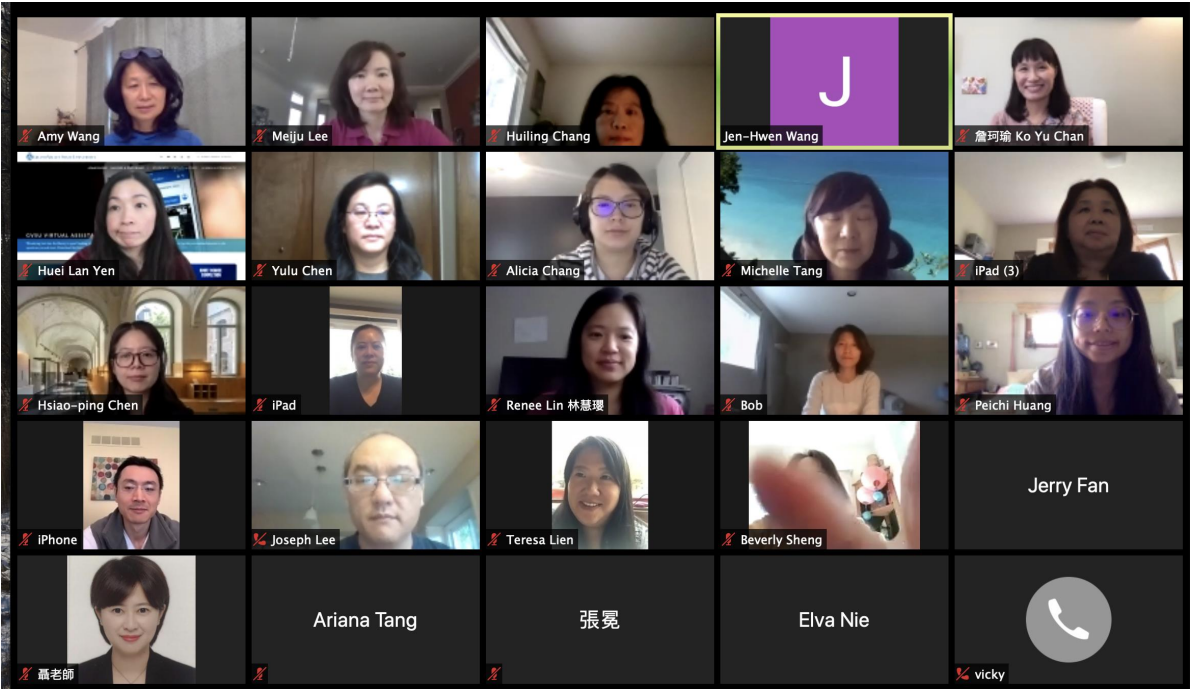 Amy Wang
Meiju Lee
Huiling Chang
J
Jen-Hwen Wang
詹珂瑜 Ko Yu Chan
Huei Lan Yen
Yulu Chen
Alicia Chang
Michelle Tang
iPad (3)
Hsiao-ping Chen
iPad
Renee Lin 林慧瓔
Bob
Peichi Huang
iPhone
Joseph Lee
Teresa Lien
Beverly Sheng
Jerry Fan
聶老師
Ariana Tang
張冕
Elva Nie
vicky